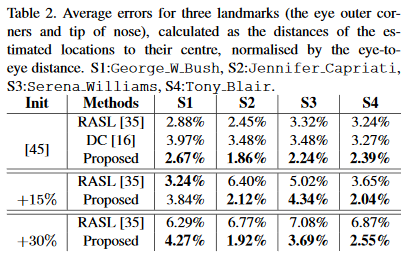 Table 2. Average errors for three landmarks (the eye outer cor-
ners and tip of nose), calculated as the distances of the es-
timated locations to their centre, normalised by the eye-to-
eye distance. S1:George_W_Bush, S2:Jennifer_Capriati,
S3:Serena_Williams, S4:Tony_Blair.
Init Methods S1 S2 S3 S4
RASL [35] 2.88% 2.45% 3.32% 3.24%
[45] DC [16] 3.97% 3.48% 3.48% 3.27%
Proposed 2.67% 1.86% 2.24% 2.39%
RASL [35] 3.24% 6.40% 5.02% 3.65%
+15% Proposed 3.84% 2.12% 4.34% 2.04%
RASL [35] 6.29% 6.77% 7.08% 6.87%
+30% Proposed 4.27% 1.92% 3.69% 2.55%